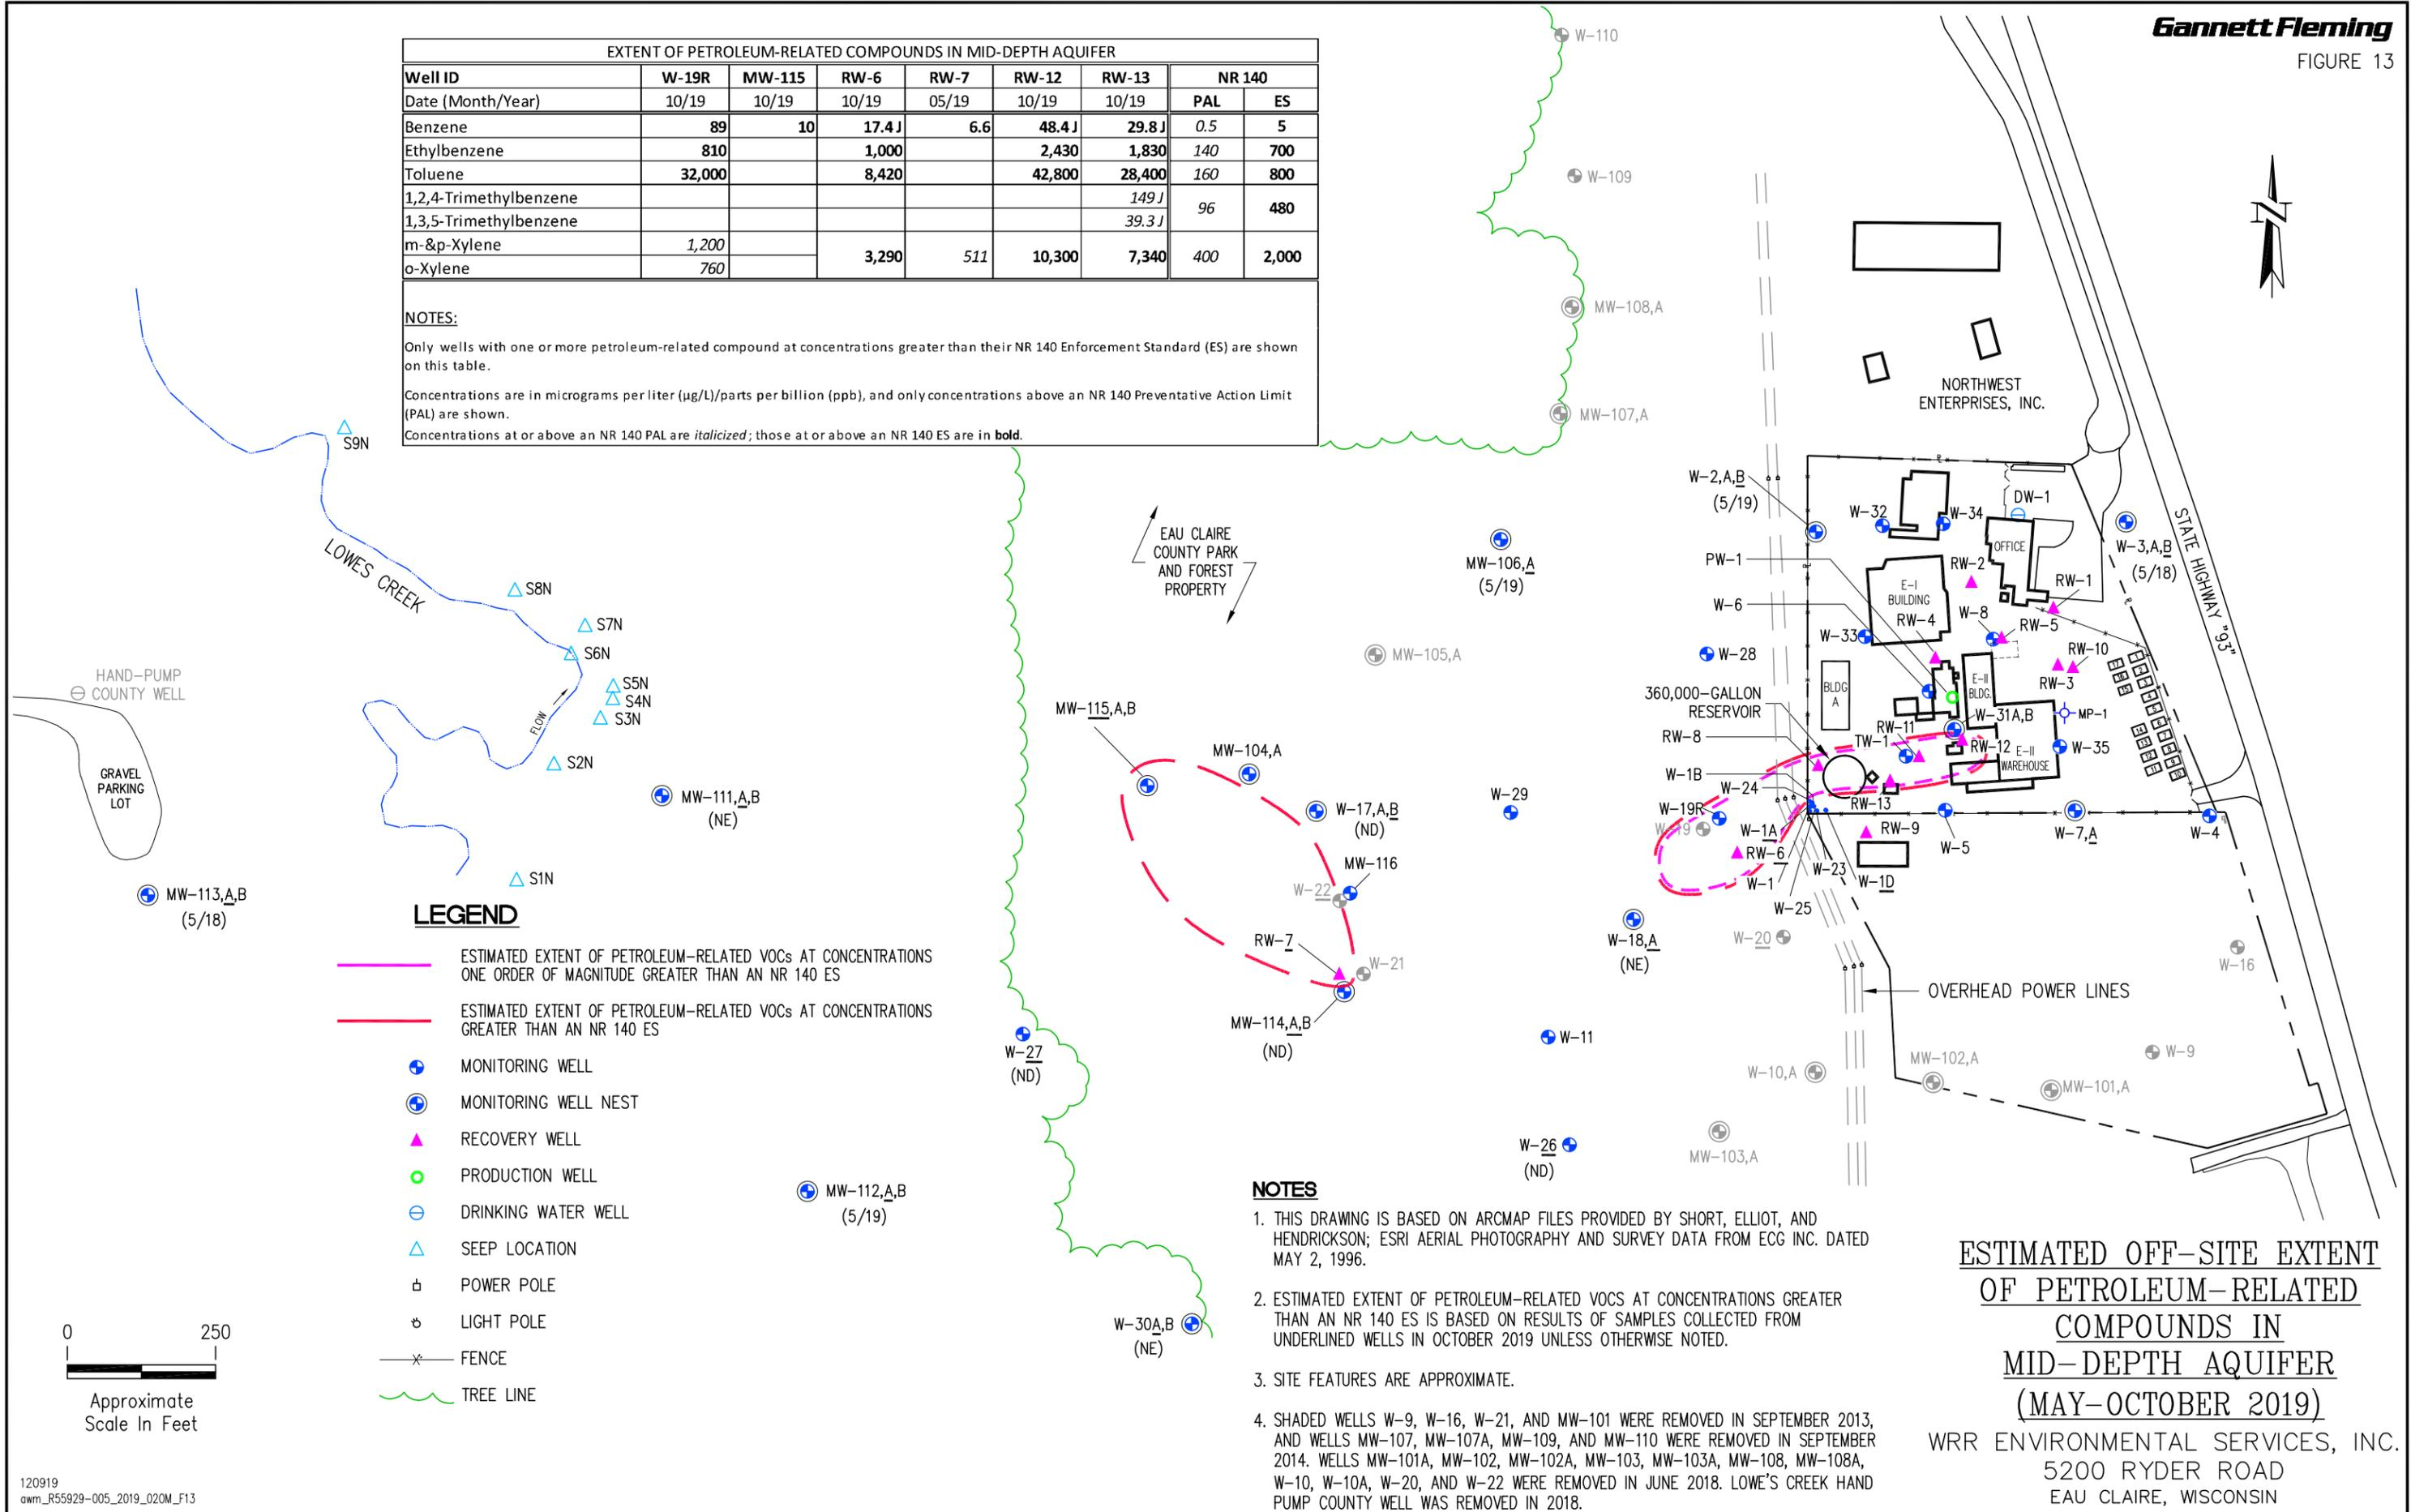 Gannett Fleming
FIGURE 13
EXTENT OF PETROLEUM-RELATED COMPOUNDS IN MID-DEPTH AQUIFER
Well ID W-19R MW-115 RW-6 RW-7 RW-12 RW-13 NR 140
Date (Month/Year) 10/19 10/19 10/19 05/19 10/19 10/19 PAL ES
Benzene 89 10 17.4 J 6.6 48.4 J 29.8 J 0.5 5
Ethylbenzene 810 1,000 2,430 1,830 140 700
Toluene 32,000 8,420 42,800 28,400 160 800
1,2,4-Trimethylbenzene 149 J
96 480
1,3,5-Trimethylbenzene 39.3 J
m-&p-Xylene 1,200
3,290 511 10,300 7,340 400 2,000
o-Xylene 760
NOTES:
Only wells with one or more petroleum-related compound at concentrations greater than their NR 140 Enforcement Standard (ES) are shown
on this table.
Concentrations are in micrograms per liter (µg/L)/parts per billion (ppb), and only concentrations above an NR 140 Preventative Action Limit
(PAL) are shown.
Concentrations at or above an NR 140 PAL are italicized; those at or above an NR 140 ES are in bold.
W-110
W-109
MW-108,A
MW-107,A
NORTHWEST
ENTERPRISES, INC.
N
STATE HIGHWAY "93"
S9N
LOWES CREEK
S8N
S7N
S6N
S5N
S4N
S3N
FLOW
S2N
S1N
HAND-PUMP
COUNTY WELL
GRAVEL
PARKING
LOT
MW-113,A,B
(5/18)
MW-111,A,B
(NE)
EAU CLAIRE
COUNTY PARK
AND FOREST
PROPERTY
MW-106,A
(5/19)
MW-105,A
MW-115,A,B
MW-104,A
W-17,A,B
(ND)
MW-116
W-22
RW-7
W-21
MW-114,A,B
(ND)
W-27
(ND)
W-29
W-28
W-11
W-26
(ND)
W-18,A
(NE)
W-20
W-10,A
MW-103,A
MW-102,A
MW-101,A
W-9
W-16
MW-112,A,B
(5/19)
W-30A,B
(NE)
W-2,A,B
(5/19)
PW-1
W-6
W-32
W-34
DW-1
OFFICE
W-3,A,B
(5/18)
RW-2
RW-1
E-I
BUILDING
RW-4
W-8
RW-5
W-33
RW-10
RW-3
BLDG
A
E-II
BLDG.
360,000-GALLON
RESERVOIR
W-31A,B
MP-1
RW-8
RW-11
TW-1
RW-12
E-II
WAREHOUSE
W-35
W-1B
W-24
RW-13
W-19R
W-19
W-1A
RW-6
RW-9
W-5
W-7,A
W-4
W-1
W-23
W-1D
W-25
OVERHEAD POWER LINES
LEGEND
ESTIMATED EXTENT OF PETROLEUM-RELATED VOCs AT CONCENTRATIONS
ONE ORDER OF MAGNITUDE GREATER THAN AN NR 140 ES
ESTIMATED EXTENT OF PETROLEUM-RELATED VOCs AT CONCENTRATIONS
GREATER THAN AN NR 140 ES
MONITORING WELL
MONITORING WELL NEST
RECOVERY WELL
PRODUCTION WELL
DRINKING WATER WELL
SEEP LOCATION
POWER POLE
LIGHT POLE
FENCE
TREE LINE
0 250
Approximate
Scale In Feet
120919
awm_R55929-005_2019_020M_F13
NOTES
1. THIS DRAWING IS BASED ON ARCMAP FILES PROVIDED BY SHORT, ELLIOT, AND
HENDRICKSON; ESRI AERIAL PHOTOGRAPHY AND SURVEY DATA FROM ECG INC. DATED
MAY 2, 1996.
2. ESTIMATED EXTENT OF PETROLEUM-RELATED VOCS AT CONCENTRATIONS GREATER
THAN AN NR 140 ES IS BASED ON RESULTS OF SAMPLES COLLECTED FROM
UNDERLINED WELLS IN OCTOBER 2019 UNLESS OTHERWISE NOTED.
3. SITE FEATURES ARE APPROXIMATE.
4. SHADED WELLS W-9, W-16, W-21, AND MW-101 WERE REMOVED IN SEPTEMBER 2013,
AND WELLS MW-107, MW-107A, MW-109, AND MW-110 WERE REMOVED IN SEPTEMBER
2014. WELLS MW-101A, MW-102, MW-102A, MW-103, MW-103A, MW-108, MW-108A,
W-10, W-10A, W-20, AND W-22 WERE REMOVED IN JUNE 2018. LOWE'S CREEK HAND
PUMP COUNTY WELL WAS REMOVED IN 2018.
ESTIMATED OFF-SITE EXTENT
OF PETROLEUM-RELATED
COMPOUNDS IN
MID-DEPTH AQUIFER
(MAY-OCTOBER 2019)
WRR ENVIRONMENTAL SERVICES, INC.
5200 RYDER ROAD
EAU CLAIRE, WISCONSIN